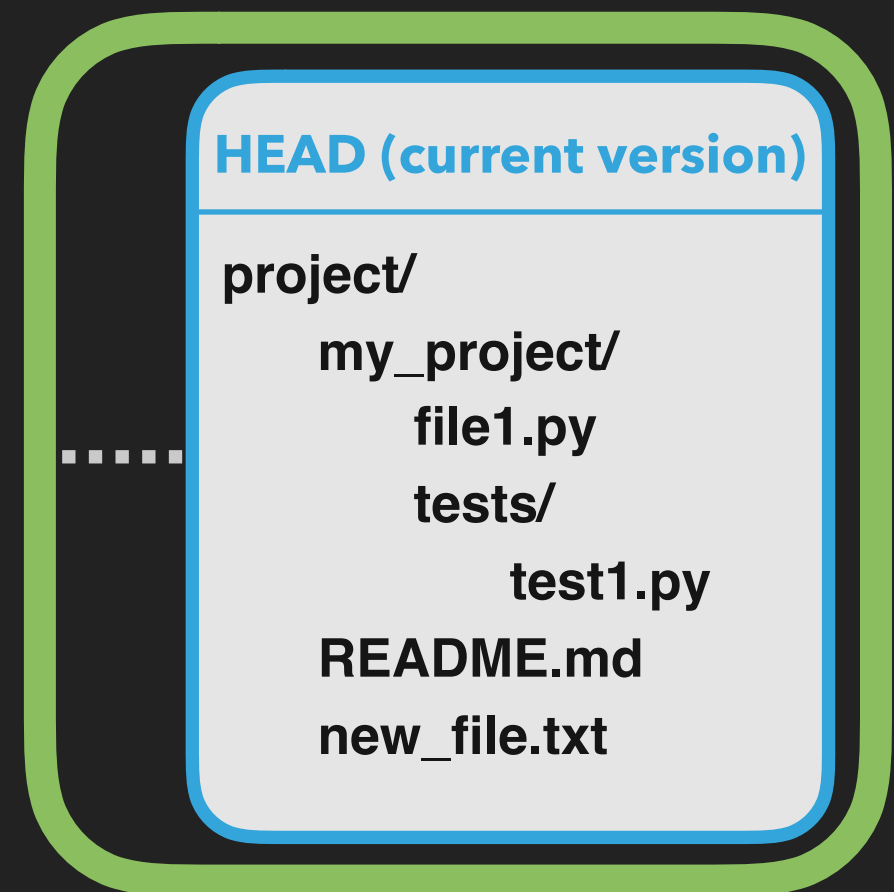 HEAD (current version)
project/
my_project/
file1.py
tests/
test1.py
README.md
new_file.txt